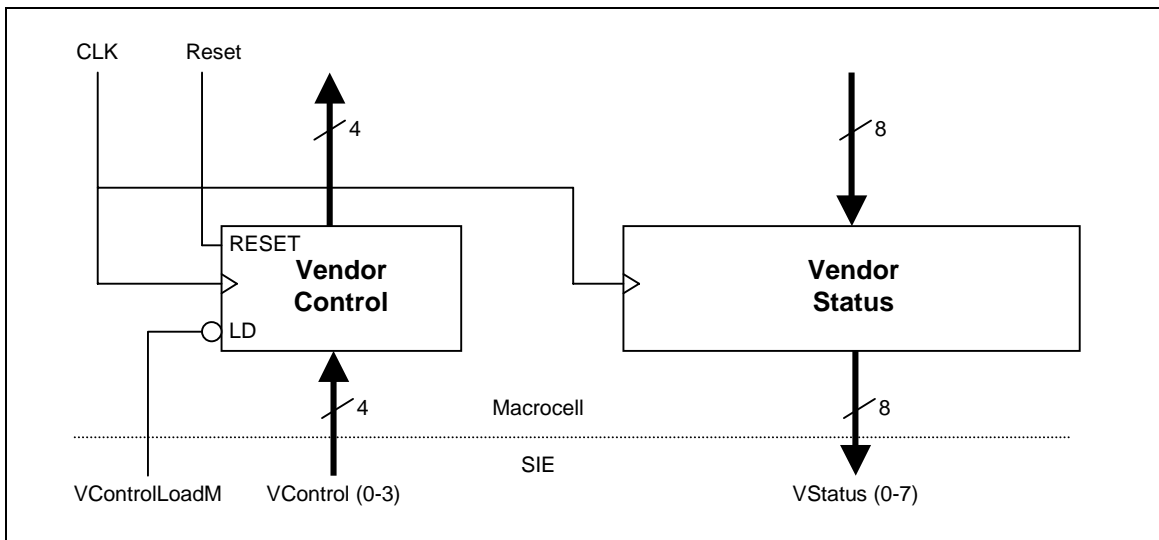 CLK Reset
4 8
RESET
Vendor
Control
LD
Vendor
Status
4 Macrocell 8
SIE
VControlLoadM VControl (0-3) VStatus (0-7)